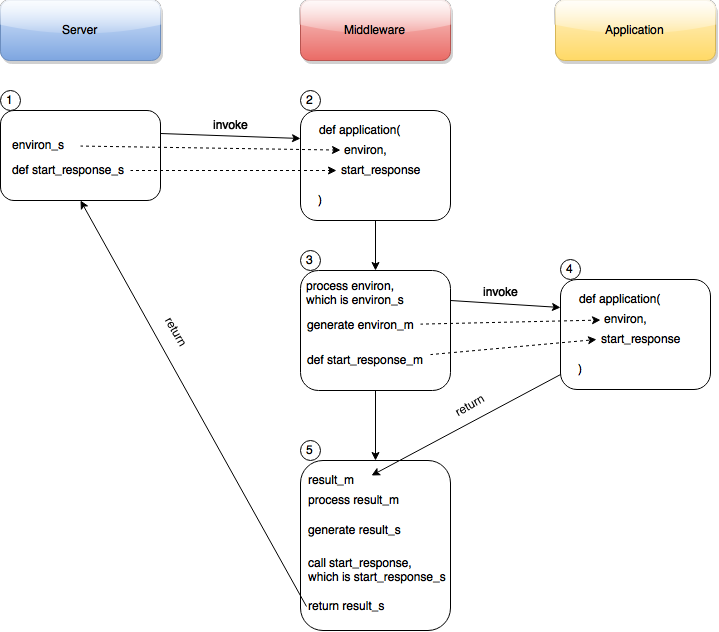 Server
Middleware
Application
1
2
invoke
def application(
environ_s
environ,
def start_response_s
start_response
)
3
4
process environ,
which is environ_s
invoke
def application(
generate environ_m
environ,
start_response
def start_response_m
)
return
return
5
result_m
process result_m
generate result_s
call start_response,
which is start_response_s
return result_s